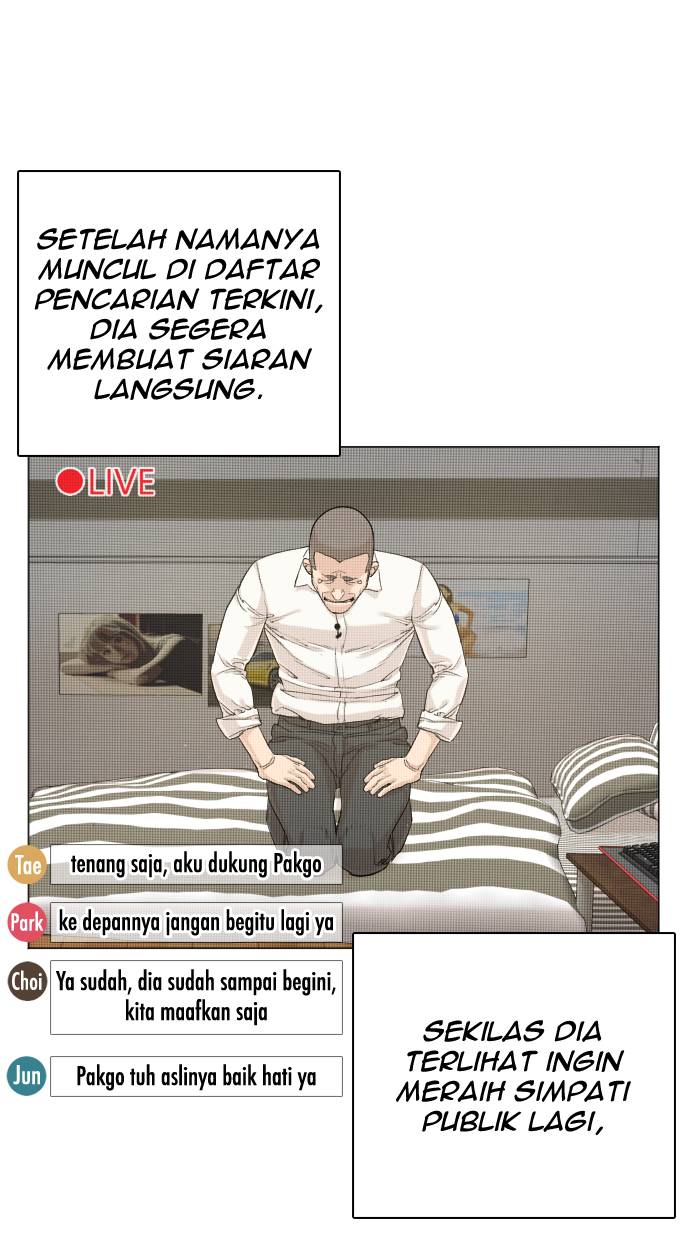 SETELAH NAMANYA
MUNCUL DI DAFTAR
PENCARIAN TERKINI,
DIA SEGERA
MEMBUAT SIARAN
LANGSUNG.
LIVE
Tae tenang saja, aku dukung Pakgo
Park ke depannya jangan begitu lagi ya
Choi Ya sudah, dia sudah sampai begini,
kita maafkan saja
Jun Pakgo tuh aslinya baik hati ya
SEKILAS DIA
TERLIHAT INGIN
MERAIH SIMPATI
PUBLIK LAGI,